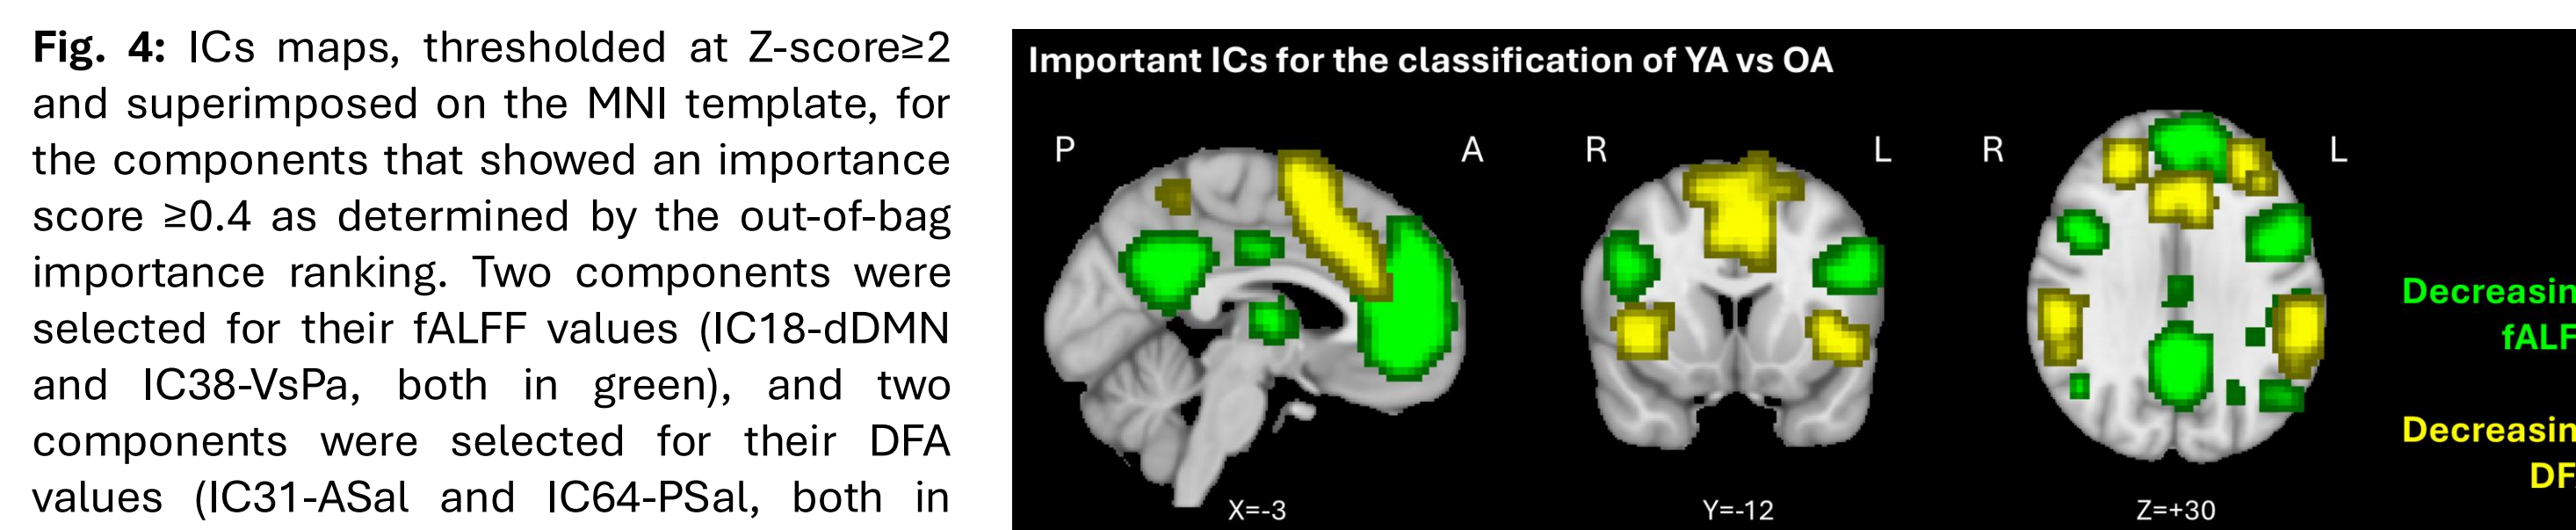 Fig. 4: ICs maps, thresholded at Z-score≥2
and superimposed on the MNI template, for
the components that showed an importance
score ≥0.4 as determined by the out-of-bag
importance ranking. Two components were
selected for their fALFF values (IC18-dDMN
and IC38-VsPa, both in green), and two
components were selected for their DFA
values (IC31-ASal and IC64-PSal, both in
Important ICs for the classification of YA vs OA
P A R L R L
Decreasin
fALF
Decreasin
DF
X=-3 Y=-12 Z=+30